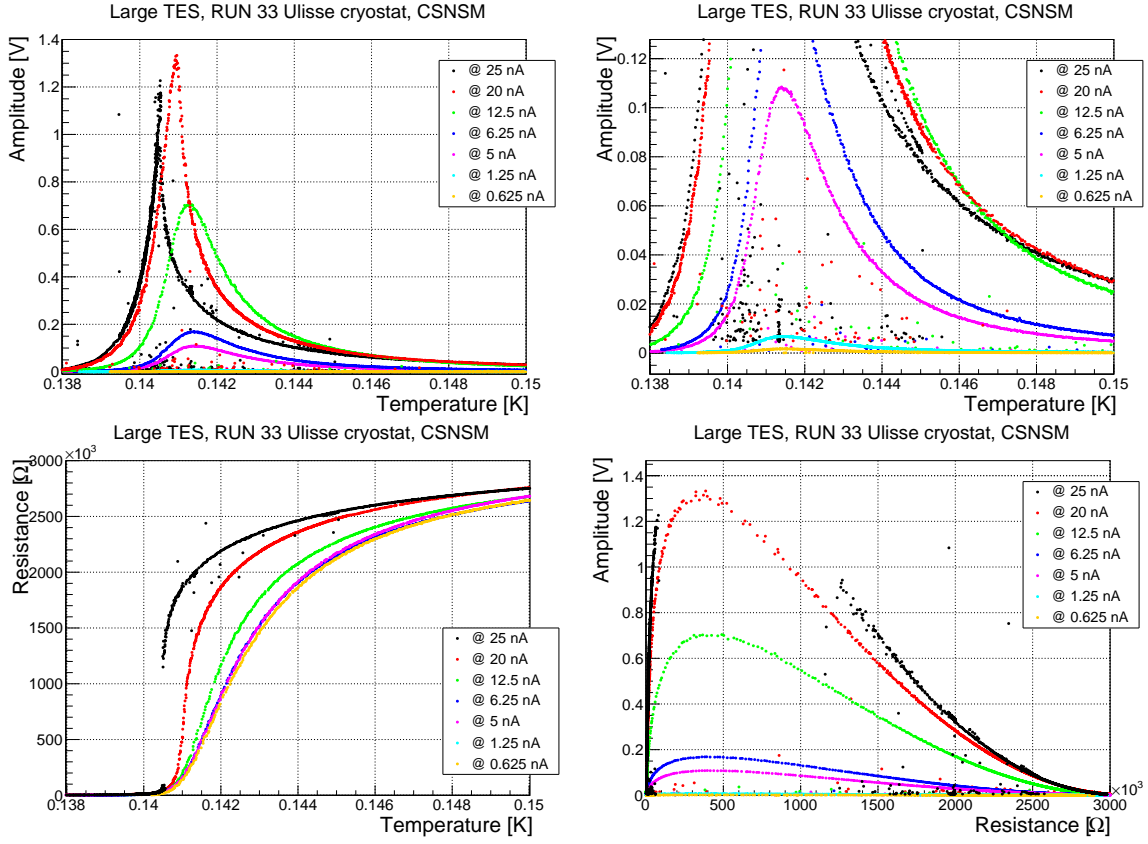 Large TES, RUN 33 Ulisse cryostat, CSNSM
Amplitude [V]
1.4
1.2
1
0.8
0.6
0.4
0.2
0
0.138 0.14 0.142 0.144 0.146 0.148 0.15
Temperature [K]
@ 25 nA
@ 20 nA
@ 12.5 nA
@ 6.25 nA
@ 5 nA
@ 1.25 nA
@ 0.625 nA
Large TES, RUN 33 Ulisse cryostat, CSNSM
Amplitude [V]
0.12
0.1
0.08
0.06
0.04
0.02
0
0.138 0.14 0.142 0.144 0.146 0.148 0.15
Temperature [K]
@ 25 nA
@ 20 nA
@ 12.5 nA
@ 6.25 nA
@ 5 nA
@ 1.25 nA
@ 0.625 nA
Large TES, RUN 33 Ulisse cryostat, CSNSM
×10³
Resistance [Ω]
3000
2500
2000
1500
1000
500
0
0.138 0.14 0.142 0.144 0.146 0.148 0.15
Temperature [K]
@ 25 nA
@ 20 nA
@ 12.5 nA
@ 6.25 nA
@ 5 nA
@ 1.25 nA
@ 0.625 nA
Large TES, RUN 33 Ulisse cryostat, CSNSM
Amplitude [V]
1.4
1.2
1
0.8
0.6
0.4
0.2
0
0 500 1000 1500 2000 2500 3000
×10³
Resistance [Ω]
@ 25 nA
@ 20 nA
@ 12.5 nA
@ 6.25 nA
@ 5 nA
@ 1.25 nA
@ 0.625 nA